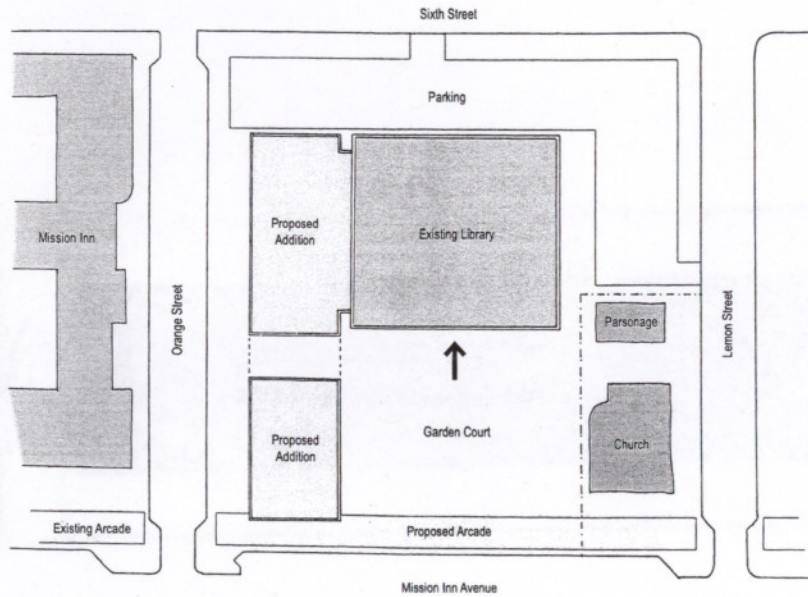 Sixth Street
Parking
Mission Inn
Proposed
Addition
Existing Library
Orange Street
Lemon Street
Parsonage
Proposed
Addition
Garden Court
Church
Existing Arcade
Proposed Arcade
Mission Inn Avenue